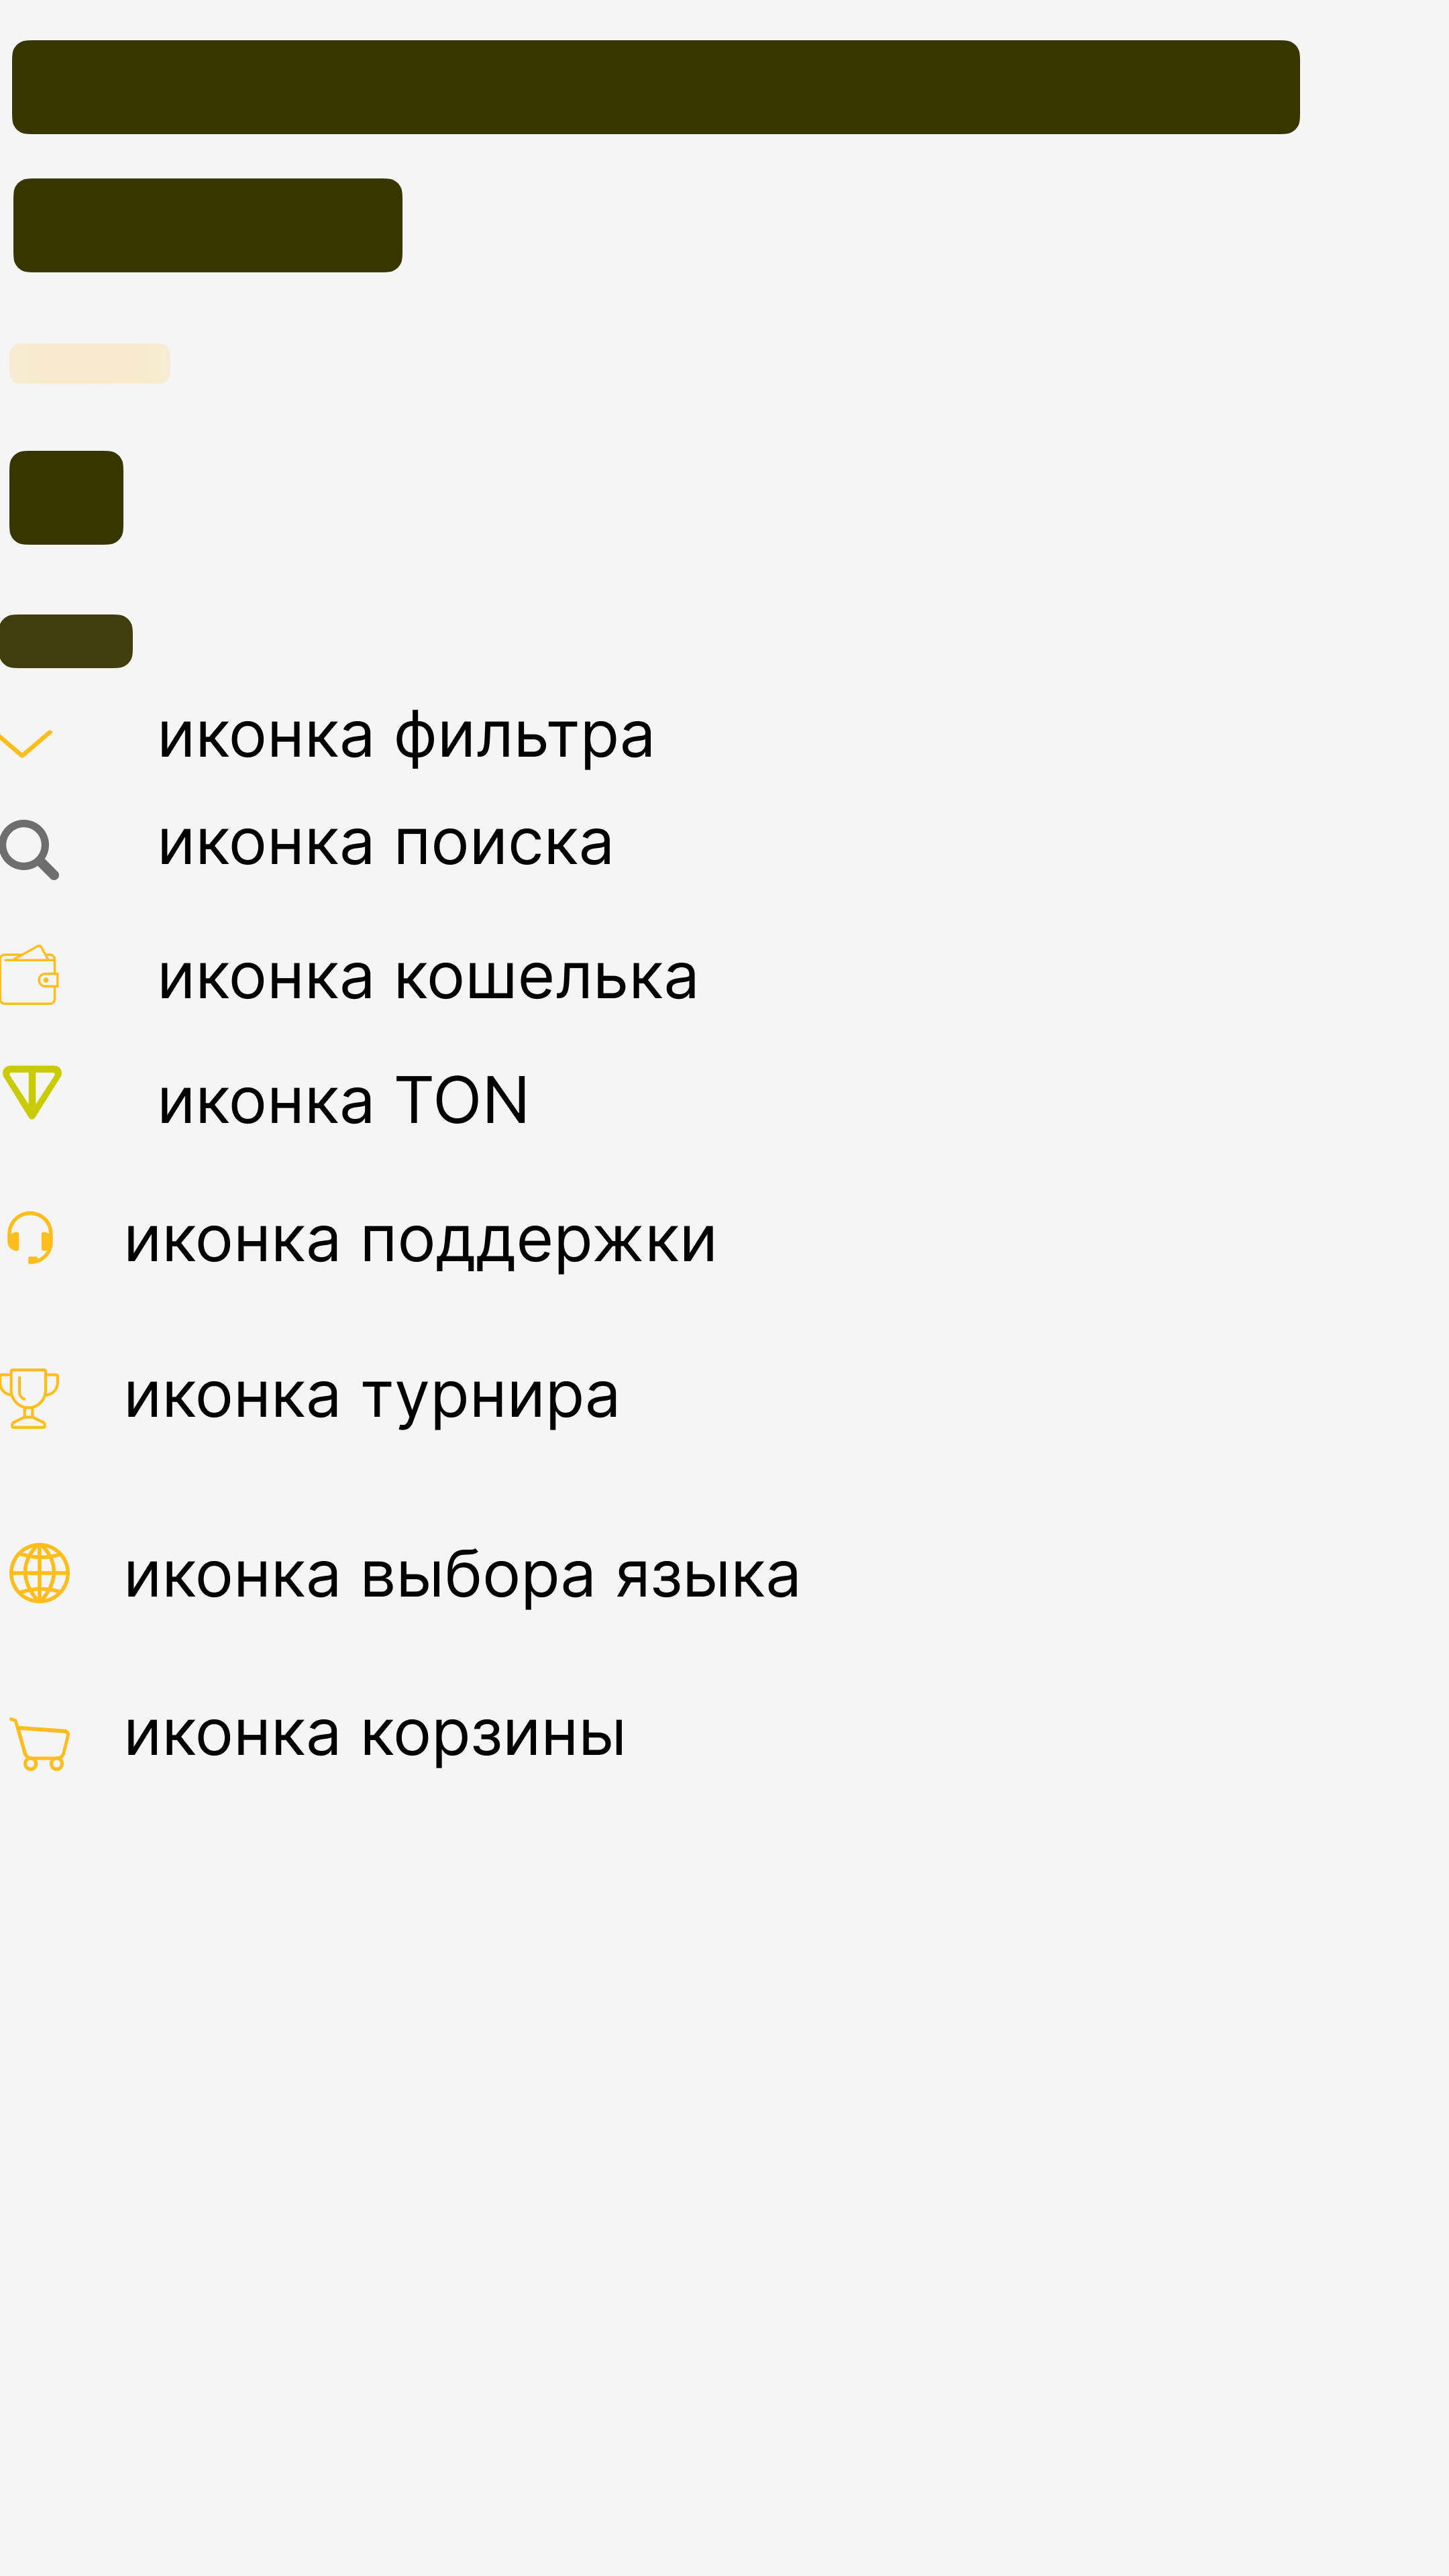 иконка фильтра
иконка поиска
иконка кошелька
иконка TON
иконка поддержки
иконка турнира
иконка выбора языка
иконка корзины